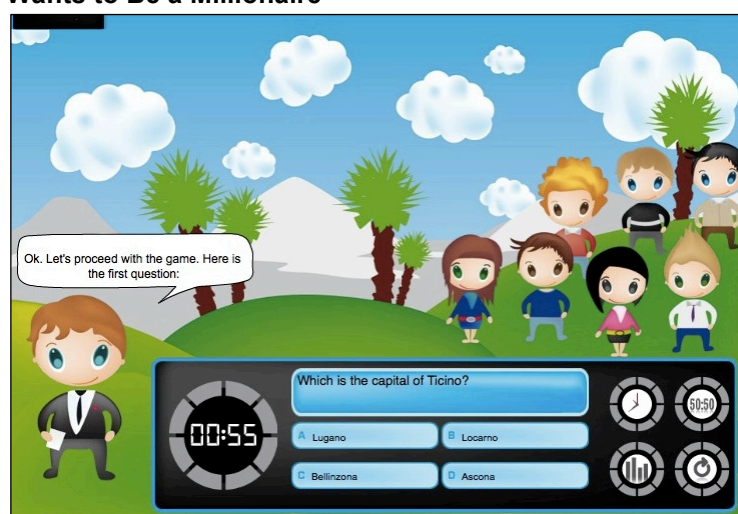 Wants to Be a Millionaire
Ok. Let's proceed with the game. Here is
the first question:
Which is the capital of Ticino?
00:55
A Lugano
B Locarno
C Bellinzona
D Ascona
50:50